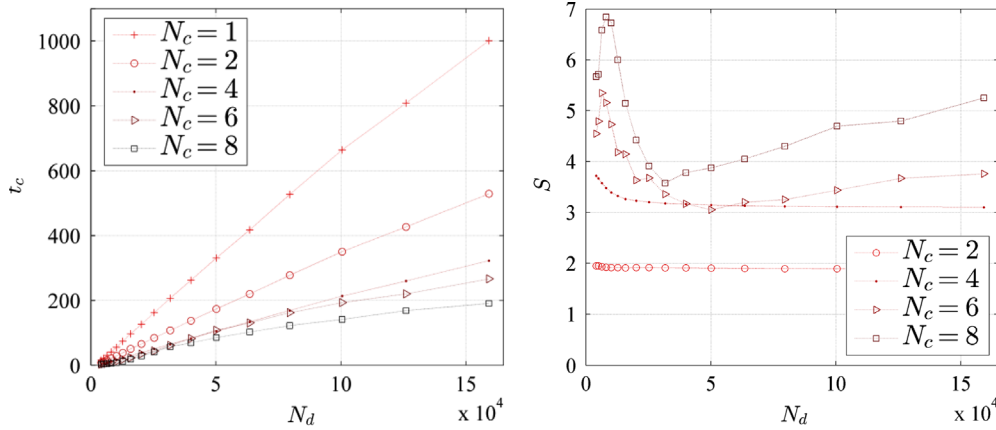 1000
800
600
400
200
0
t_c
N_c = 1
N_c = 2
N_c = 4
N_c = 6
N_c = 8
0 5 10 15
x 10^4
N_d
7
6
5
4
3
2
1
0
S
N_c = 2
N_c = 4
N_c = 6
N_c = 8
0 5 10 15
x 10^4
N_d